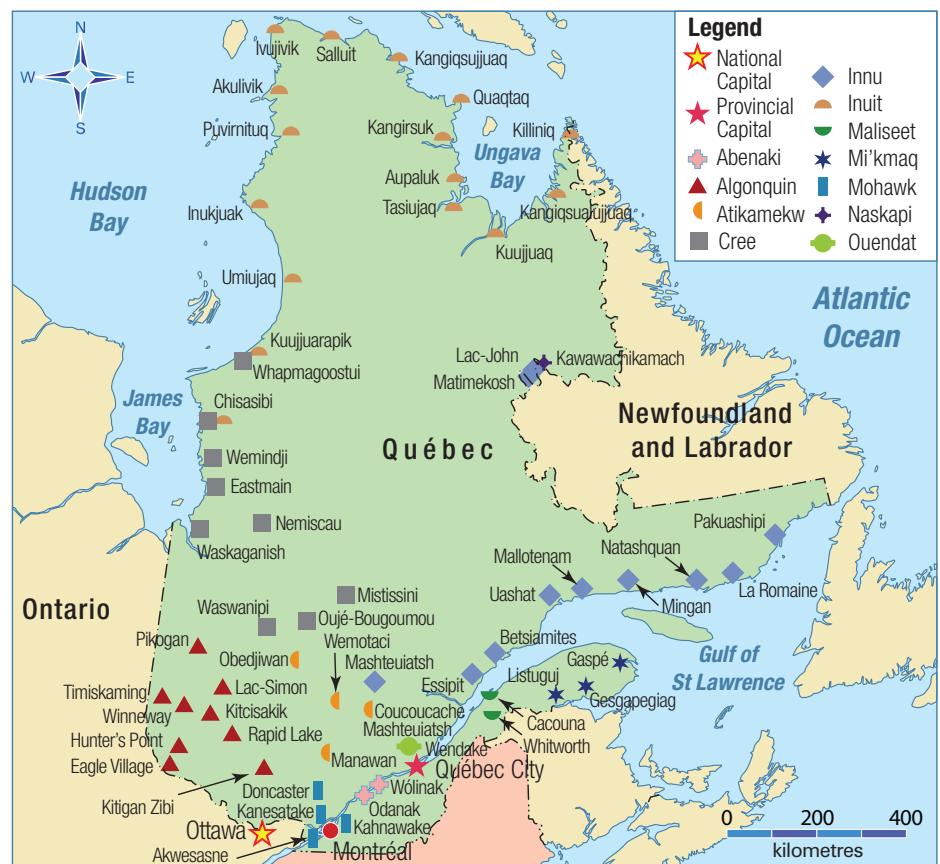 N
W
E
S
Legend
National
Capital
Provincial
Capital
Abenaki
Algonquin
Atikamekw
Cree
Innu
Inuit
Maliseet
Mi'kmaq
Mohawk
Naskapi
Ouendat
Ivujivik
Salluit
Kangiqsujjuaq
Akulivik
Quaqtaq
Puvirnituq
Kangirsuk
Killiniq
Ungava
Bay
Hudson
Bay
Aupaluk
Tasiujaq
Kangiqsualujjuaq
Inukjuak
Kuujjuaq
Umiujaq
Atlantic
Ocean
Kuujjuarapik
Whapmagoostui
Lac-John
Kawawachikamach
Matimekosh
James
Bay
Chisasibi
Newfoundland
and Labrador
Québec
Wemindji
Eastmain
Nemiscau
Waskaganish
Pakuashipi
Mallotenam
Natashquan
Uashat
Mingan
La Romaine
Ontario
Mistissini
Waswanipi
Oujé-Bougoumou
Wemotaci
Pikogan
Obedjiwan
Mashteuiatsh
Betsiamites
Gulf of
St Lawrence
Essipit
Listuguj
Gaspé
Gesgapegiag
Timiskaming
Lac-Simon
Winneway
Kitcisakik
Coucoucache
Mashteuiatsh
Cacouna
Whitworth
Hunter's Point
Rapid Lake
Eagle Village
Manawan
Wendake
Québec City
Kitigan Zibi
Doncaster
Wôlinak
Kanesatake
Odanak
Ottawa
Kahnawake
Akwesasne
Montréal
0 200 400
kilometres